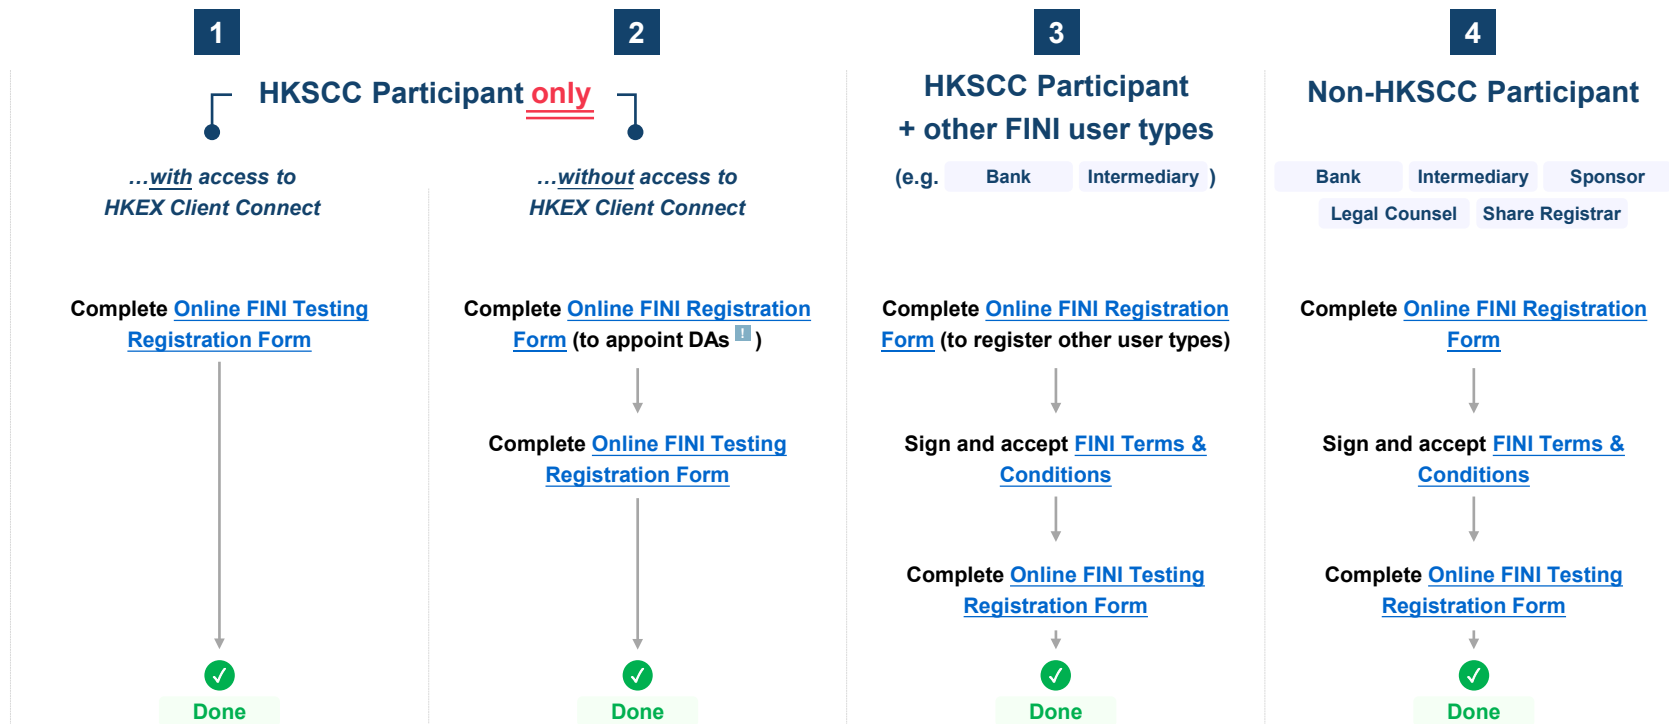 1
2
3
4
HKSCC Participant only
HKSCC Participant
+ other FINI user types
Non-HKSCC Participant
...with access to
HKEX Client Connect
...without access to
HKEX Client Connect
(e.g. Bank Intermediary )
Bank Intermediary Sponsor
Legal Counsel Share Registrar
Complete Online FINI Testing
Registration Form
Complete Online FINI Registration
Form (to appoint DAs ! )
Complete Online FINI Registration
Form (to register other user types)
Complete Online FINI Registration
Form
Complete Online FINI Testing
Registration Form
Sign and accept FINI Terms &
Conditions
Sign and accept FINI Terms &
Conditions
Complete Online FINI Testing
Registration Form
Complete Online FINI Testing
Registration Form
Done
Done
Done
Done